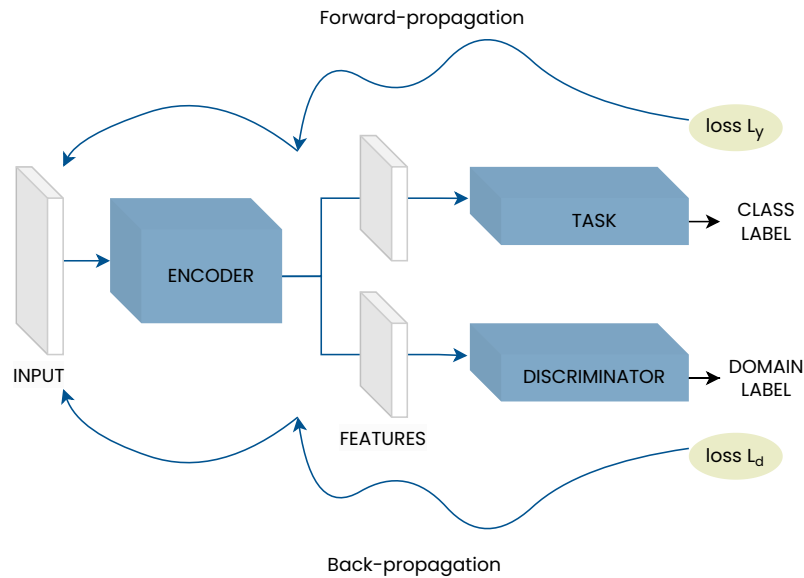 Forward-propagation
loss Ly
CLASS
LABEL
TASK
ENCODER
INPUT
DISCRIMINATOR
DOMAIN
LABEL
FEATURES
loss Ld
Back-propagation